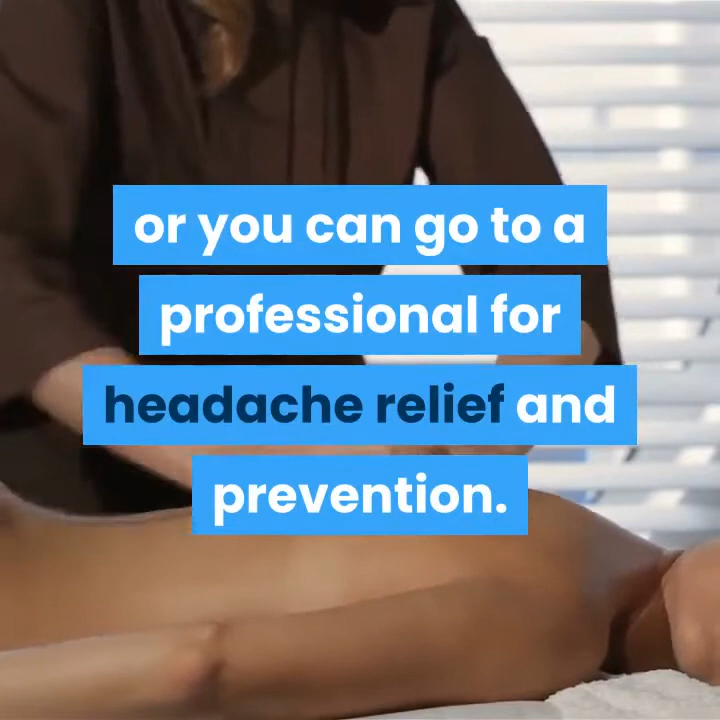 or you can go to a
professional for
headache relief and
prevention.